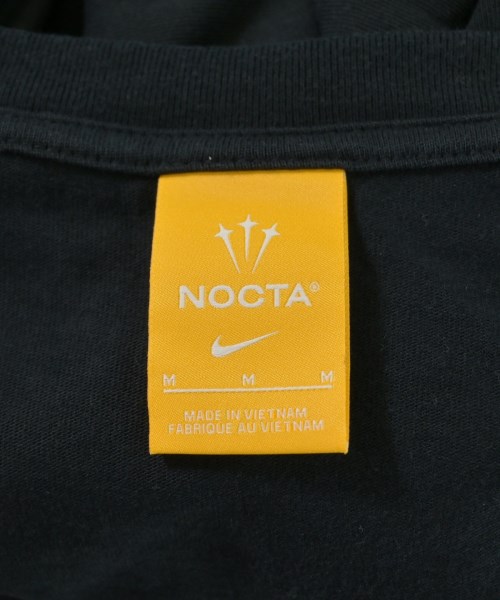 NOCTA®
M M M
MADE IN VIETNAM
FABRIQUE AU VIETNAM